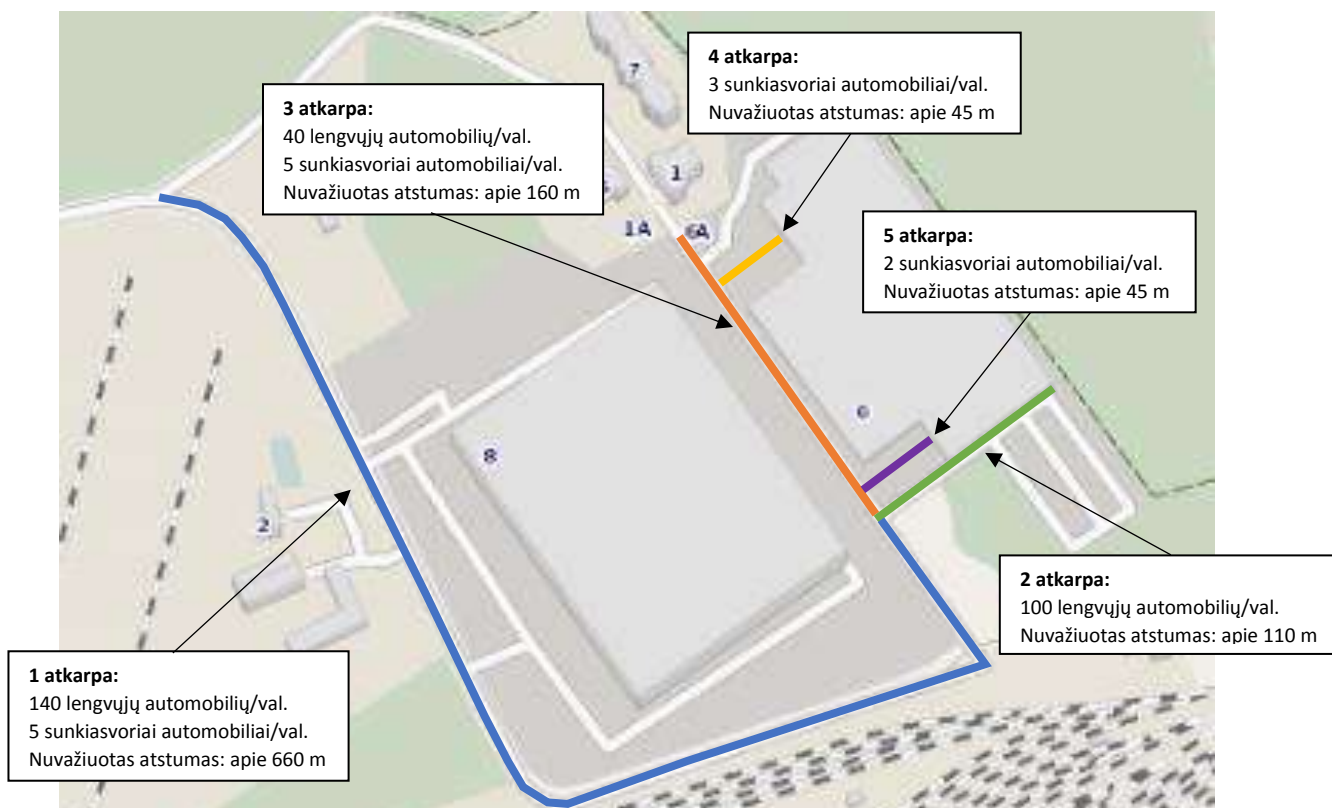 4 atkarpa:
3 sunkiasvoriai automobiliai/val.
Nuvažiuotas atstumas: apie 45 m
3 atkarpa:
40 lengvųjų automobilių/val.
5 sunkiasvoriai automobiliai/val.
Nuvažiuotas atstumas: apie 160 m
5 atkarpa:
2 sunkiasvoriai automobiliai/val.
Nuvažiuotas atstumas: apie 45 m
7
1
1A
6A
6
8
2
2 atkarpa:
100 lengvųjų automobilių/val.
Nuvažiuotas atstumas: apie 110 m
1 atkarpa:
140 lengvųjų automobilių/val.
5 sunkiasvoriai automobiliai/val.
Nuvažiuotas atstumas: apie 660 m